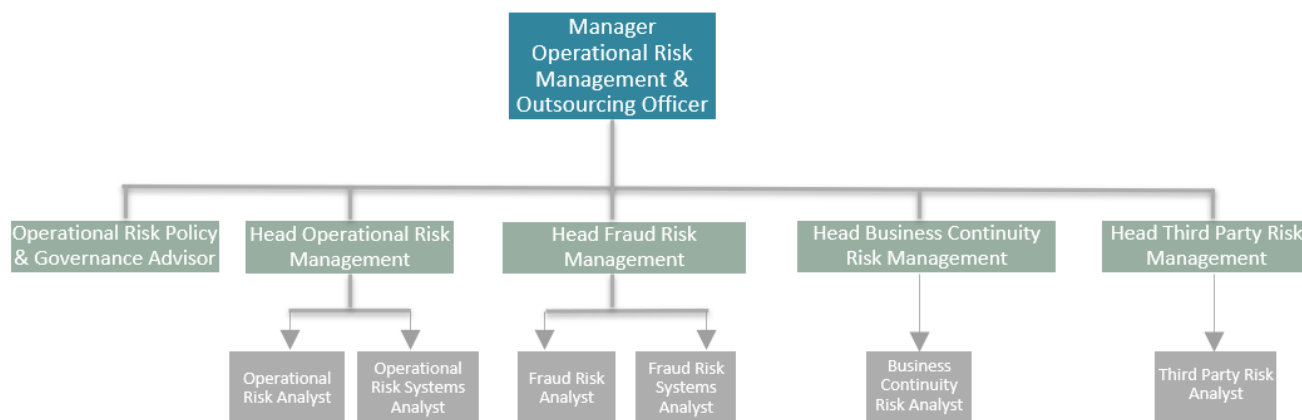 Manager
Operational Risk
Management &
Outsourcing Officer
Operational Risk Policy
& Governance Advisor
Head Operational Risk
Management
Head Fraud Risk
Management
Head Business Continuity
Risk Management
Head Third Party Risk
Management
Operational
Risk Analyst
Operational
Risk Systems
Analyst
Fraud Risk
Analyst
Fraud Risk
Systems
Analyst
Business
Continuity
Risk Analyst
Third Party Risk
Analyst